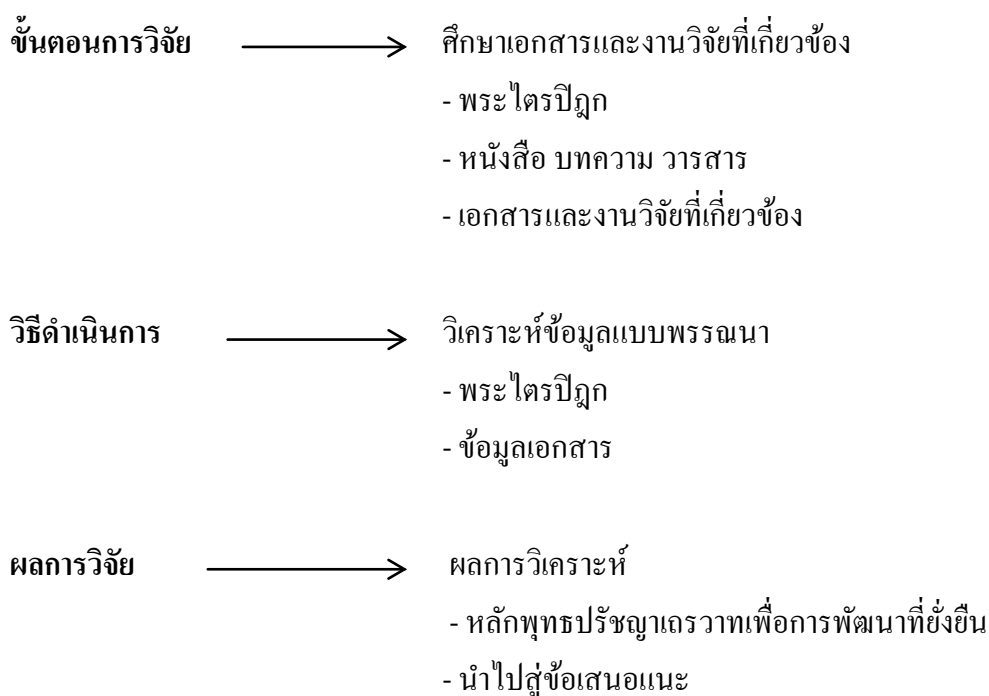 ขั้นตอนการวิจัย ศึกษาเอกสารและงานวิจัยที่เกี่ยวข้อง
- พระไตรปิฎก
- หนังสือ บทความ วารสาร
- เอกสารและงานวิจัยที่เกี่ยวข้อง
วิธีดำเนินการ วิเคราะห์ข้อมูลแบบพรรณนา
- พระไตรปิฎก
- ข้อมูลเอกสาร
ผลการวิจัย ผลการวิเคราะห์
- หลักพุทธปรัชญาเถรวาทเพื่อการพัฒนาที่ยั่งยืน
- นำไปสู่ข้อเสนอแนะ